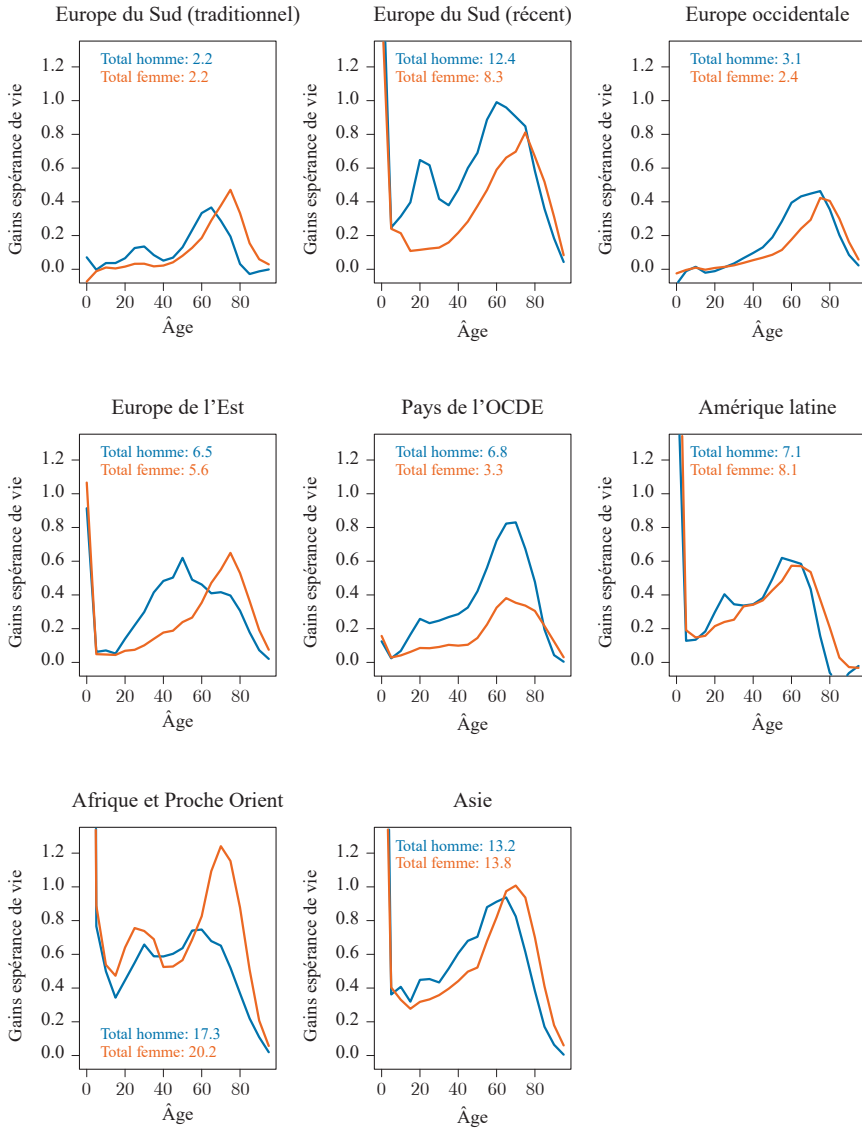 Europe du Sud (traditionnel)
Total homme: 2.2
Total femme: 2.2
Gains espérance de vie
1.2
1.0
0.8
0.6
0.4
0.2
0.0
0 20 40 60 80
Âge
Europe du Sud (récent)
Total homme: 12.4
Total femme: 8.3
Gains espérance de vie
1.2
1.0
0.8
0.6
0.4
0.2
0.0
0 20 40 60 80
Âge
Europe occidentale
Total homme: 3.1
Total femme: 2.4
Gains espérance de vie
1.2
1.0
0.8
0.6
0.4
0.2
0.0
0 20 40 60 80
Âge
Europe de l’Est
Total homme: 6.5
Total femme: 5.6
Gains espérance de vie
1.2
1.0
0.8
0.6
0.4
0.2
0.0
0 20 40 60 80
Âge
Pays de l’OCDE
Total homme: 6.8
Total femme: 3.3
Gains espérance de vie
1.2
1.0
0.8
0.6
0.4
0.2
0.0
0 20 40 60 80
Âge
Amérique latine
Total homme: 7.1
Total femme: 8.1
Gains espérance de vie
1.2
1.0
0.8
0.6
0.4
0.2
0.0
0 20 40 60 80
Âge
Afrique et Proche Orient
Gains espérance de vie
1.2
1.0
0.8
0.6
0.4
0.2
0.0
Total homme: 17.3
Total femme: 20.2
0 20 40 60 80
Âge
Asie
Total homme: 13.2
Total femme: 13.8
Gains espérance de vie
1.2
1.0
0.8
0.6
0.4
0.2
0.0
0 20 40 60 80
Âge